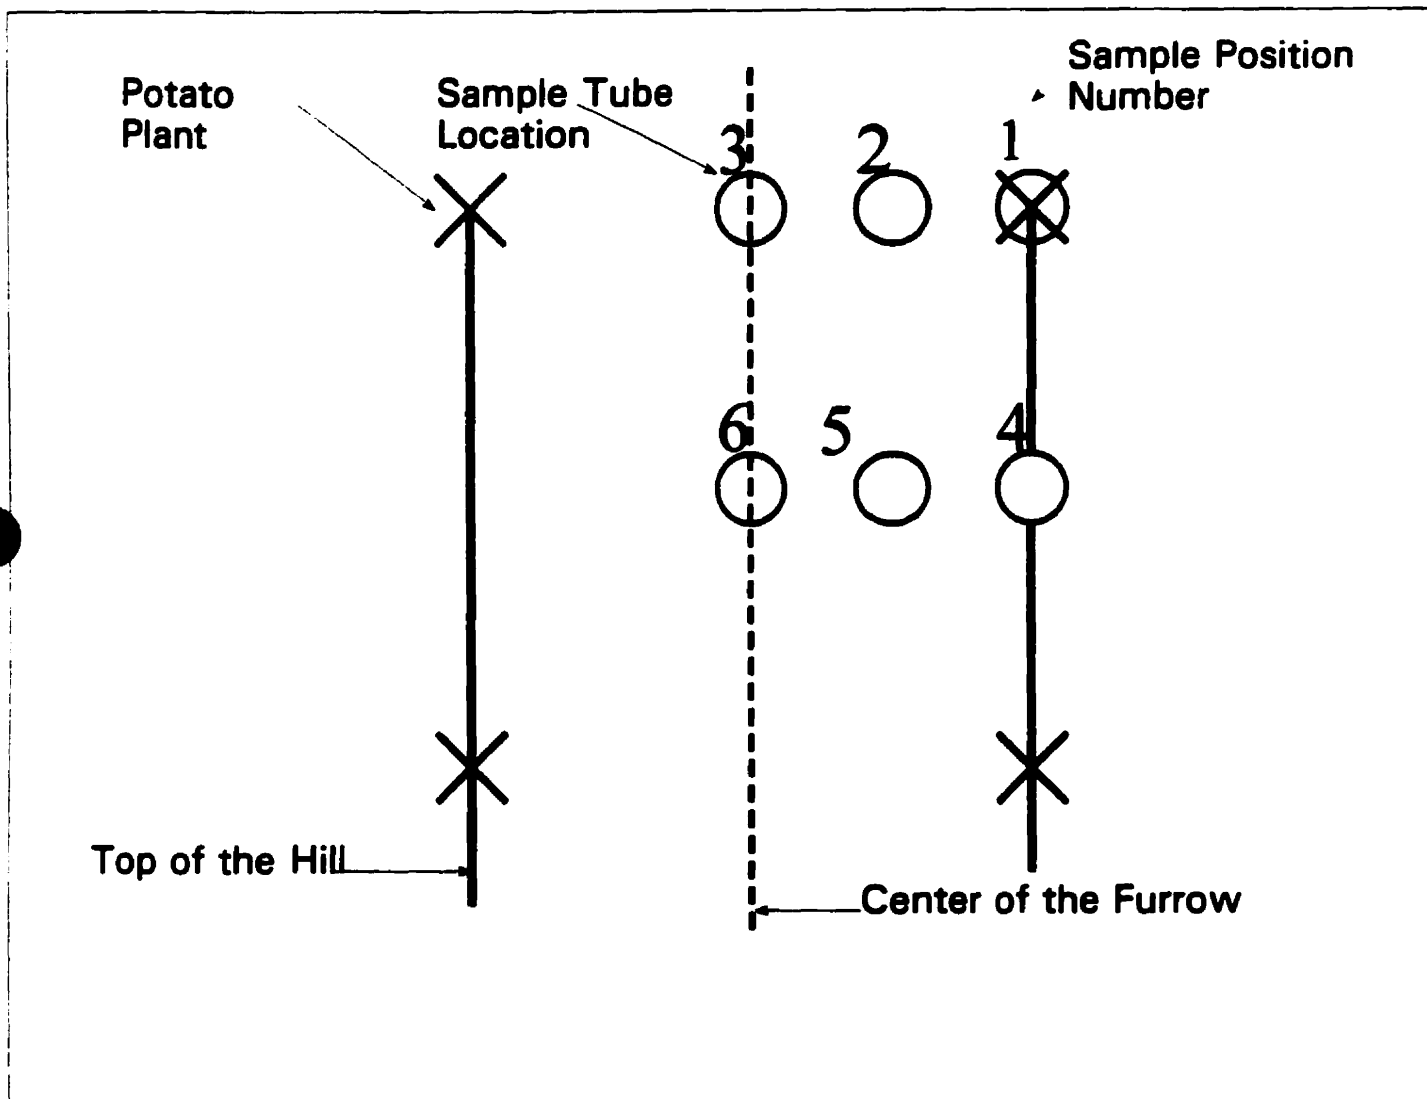 Potato
Plant
Sample Tube
Location
Sample Position
Number
3
2
1
6
5
4
Top of the Hill
Center of the Furrow